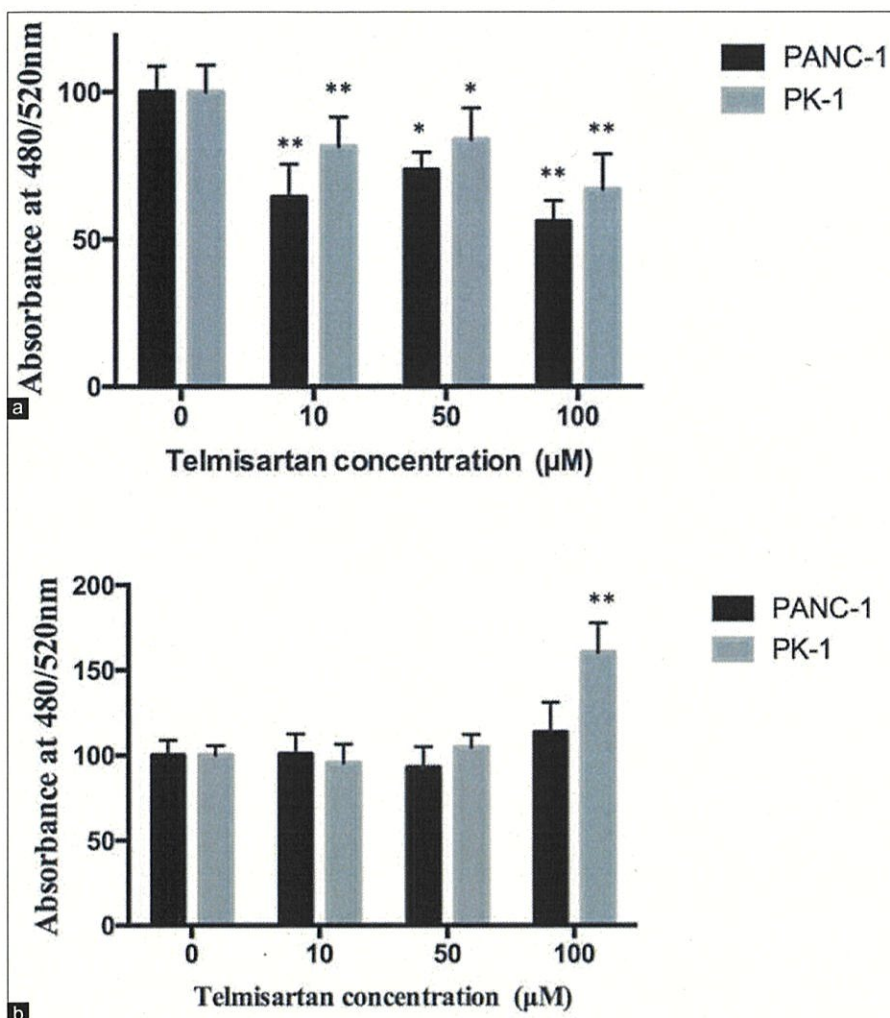 PANC-1
PK-1
Absorbance at 480/520nm
100
50
0
** ** * * ** **
0 10 50 100
Telmisartan concentration (µM)
a
PANC-1
PK-1
Absorbance at 480/520nm
200
150
100
50
0
**
0 10 50 100
Telmisartan concentration (µM)
b